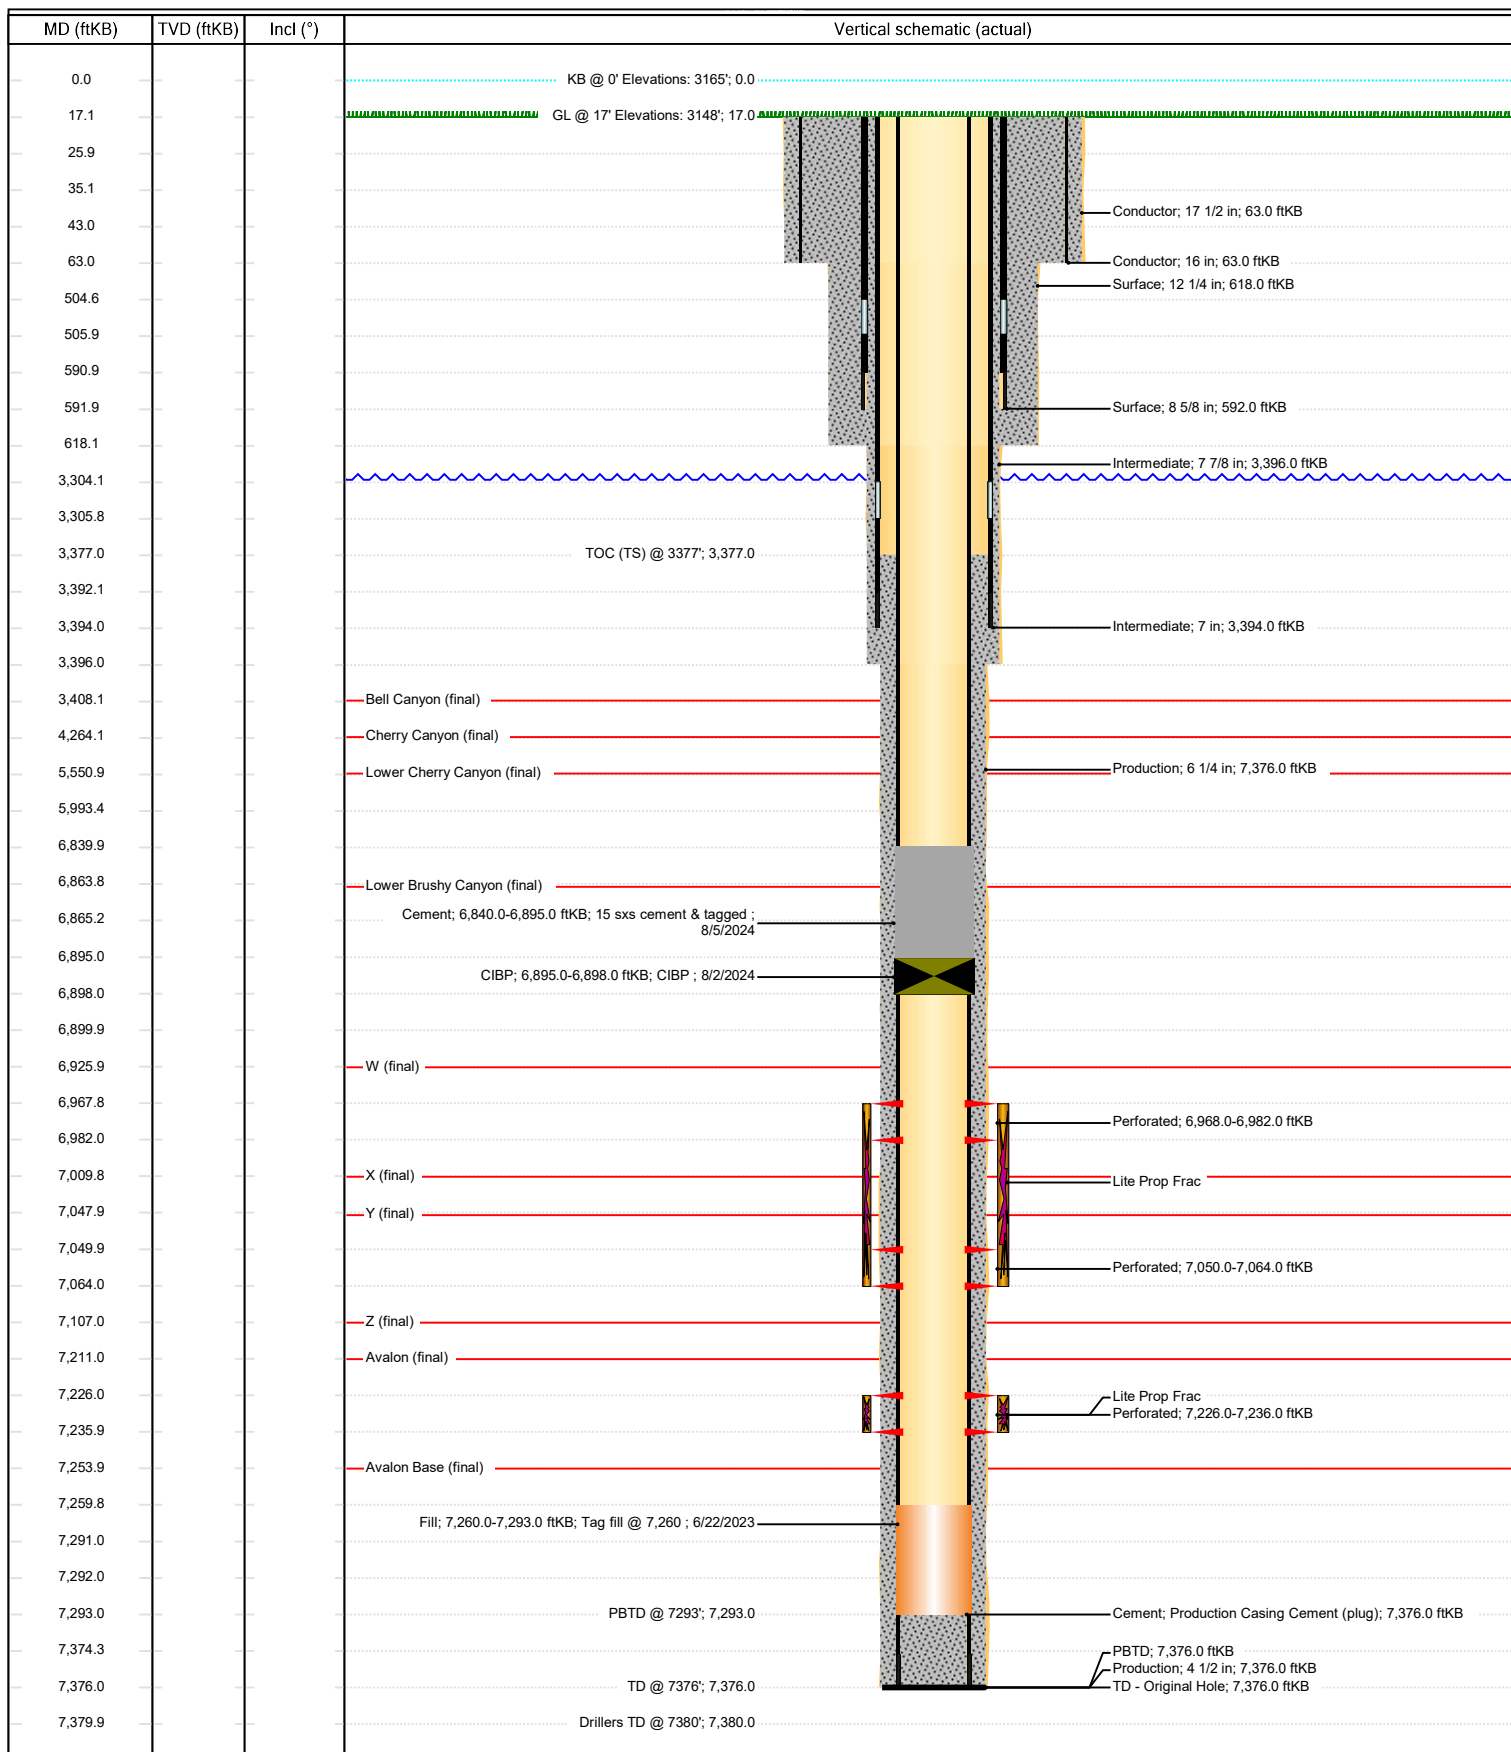 MD (ftKB) TVD (ftKB) Incl (°) Vertical schematic (actual)
0.0 KB @ 0' Elevations: 3165'; 0.0
17.1 GL @ 17' Elevations: 3148'; 17.0
25.9
35.1
Conductor; 17 1/2 in; 63.0 ftKB
43.0
63.0 Conductor; 16 in; 63.0 ftKB
Surface; 12 1/4 in; 618.0 ftKB
504.6
505.9
590.9
591.9 Surface; 8 5/8 in; 592.0 ftKB
618.1
Intermediate; 7 7/8 in; 3,396.0 ftKB
3,304.1
3,305.8
3,377.0 TOC (TS) @ 3377'; 3,377.0
3,392.1
3,394.0 Intermediate; 7 in; 3,394.0 ftKB
3,396.0
3,408.1 Bell Canyon (final)
4,264.1 Cherry Canyon (final)
5,550.9 Lower Cherry Canyon (final) Production; 6 1/4 in; 7,376.0 ftKB
5,993.4
6,839.9
6,863.8 Lower Brushy Canyon (final)
6,865.2 Cement; 6,840.0-6,895.0 ftKB; 15 sxs cement & tagged ;
8/5/2024
6,895.0
CIBP; 6,895.0-6,898.0 ftKB; CIBP ; 8/2/2024
6,898.0
6,899.9
6,925.9 W (final)
6,967.8
Perforated; 6,968.0-6,982.0 ftKB
6,982.0
7,009.8 X (final)
Lite Prop Frac
7,047.9 Y (final)
7,049.9
Perforated; 7,050.0-7,064.0 ftKB
7,064.0
7,107.0 Z (final)
7,211.0 Avalon (final)
7,226.0 Lite Prop Frac
Perforated; 7,226.0-7,236.0 ftKB
7,235.9
7,253.9 Avalon Base (final)
7,259.8
Fill; 7,260.0-7,293.0 ftKB; Tag fill @ 7,260 ; 6/22/2023
7,291.0
7,292.0
7,293.0 PBTD @ 7293'; 7,293.0 Cement; Production Casing Cement (plug); 7,376.0 ftKB
7,374.3 PBTD; 7,376.0 ftKB
Production; 4 1/2 in; 7,376.0 ftKB
7,376.0 TD @ 7376'; 7,376.0 TD - Original Hole; 7,376.0 ftKB
7,379.9 Drillers TD @ 7380'; 7,380.0